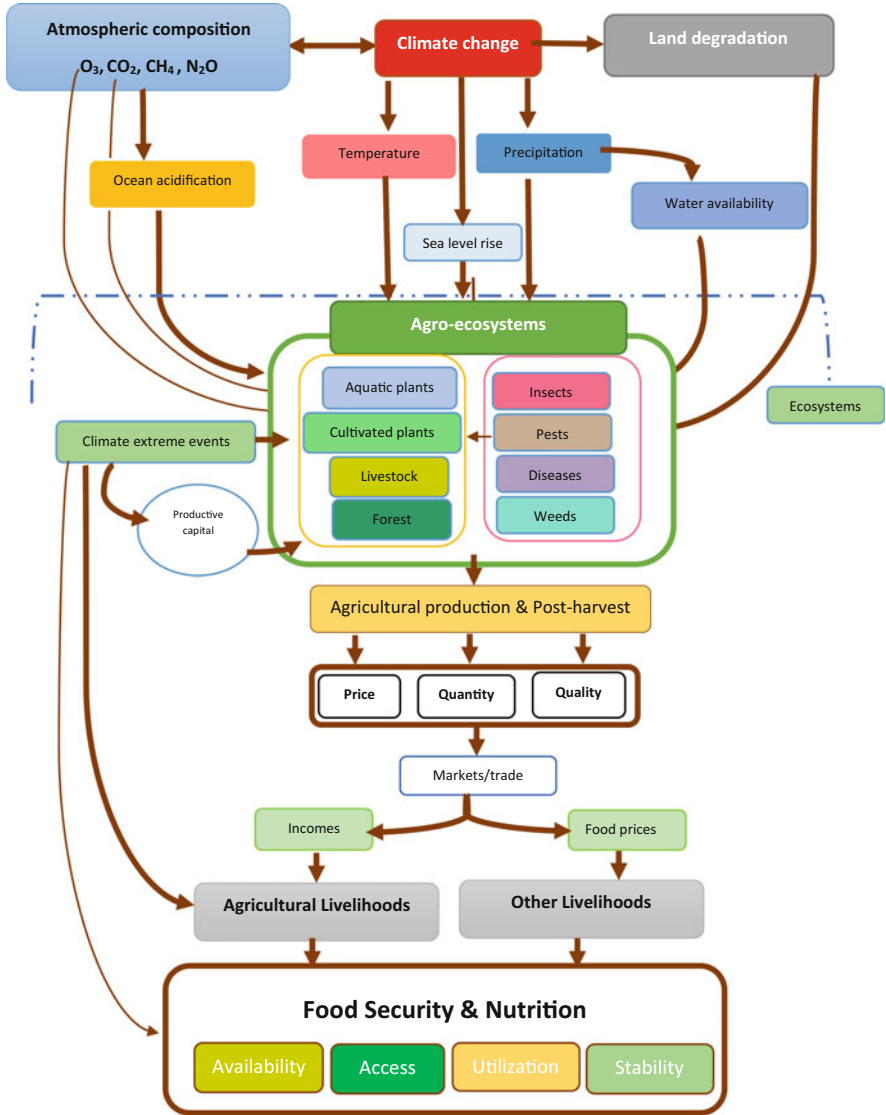 Atmospheric composition
O₃, CO₂, CH₄ , N₂O
Climate change
Land degradation
Temperature
Precipitation
Ocean acidification
Water availability
Sea level rise
Agro-ecosystems
Aquatic plants
Cultivated plants
Livestock
Forest
Insects
Pests
Diseases
Weeds
Ecosystems
Climate extreme events
Productive
capital
Agricultural production & Post-harvest
Price
Quantity
Quality
Markets/trade
Incomes
Food prices
Agricultural Livelihoods
Other Livelihoods
Food Security & Nutrition
Availability
Access
Utilization
Stability